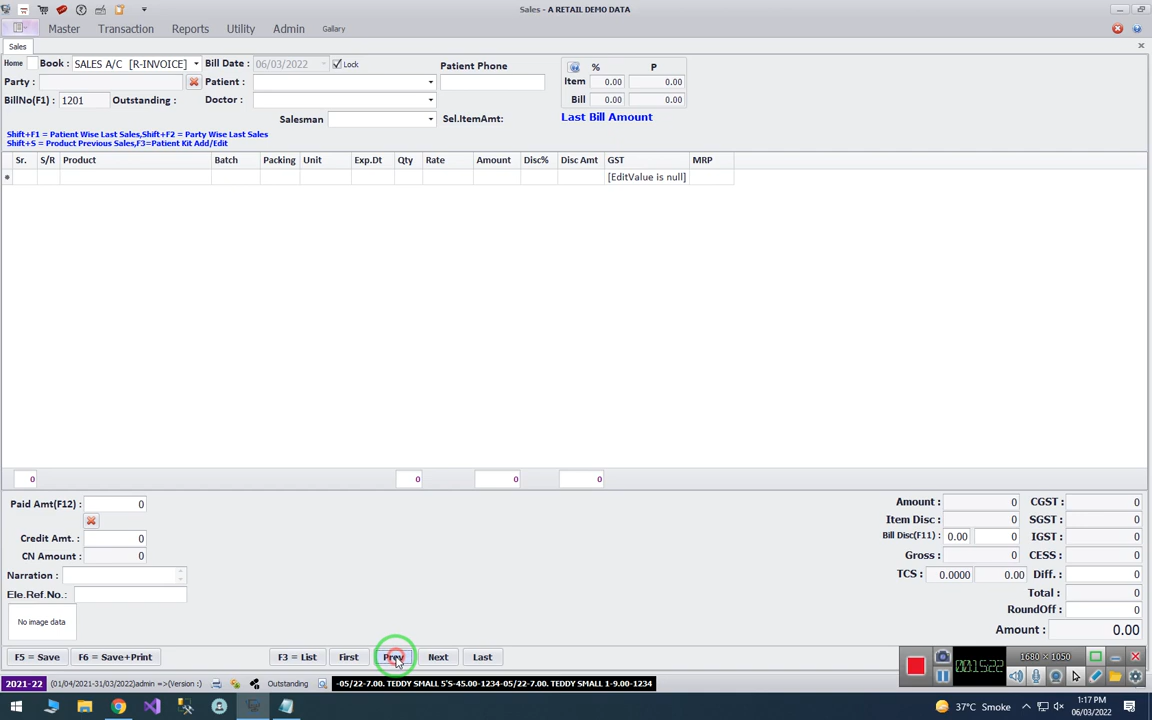 Sales - A RETAIL DEMO DATA
Master Transaction Reports Utility Admin Gallary
Sales
Home Book : SALES A/C [R-INVOICE] Bill Date : 06/03/2022 Lock Patient Phone % P
Party : Patient : Item 0.00 0.00
BillNo(F1) : 1201 Outstanding : Doctor : Bill 0.00 0.00
Salesman Sel.ItemAmt: Last Bill Amount
Shift+F1 = Patient Wise Last Sales,Shift+F2 = Party Wise Last Sales
Shift+S = Product Previous Sales,F3=Patient Kit Add/Edit
Sr. S/R Product Batch Packing Unit Exp.Dt Qty Rate Amount Disc% Disc Amt GST MRP
[EditValue is null]
0 0 0 0
Paid Amt(F12) : 0 Amount : 0 CGST : 0
Item Disc : 0 SGST : 0
Credit Amt. : 0 Bill Disc(F11) : 0.00 0 IGST : 0
CN Amount : 0 Gross : 0 CESS : 0
Narration : TCS : 0.0000 0.00 Diff. : 0
Ele.Ref.No.: Total : 0
No image data RoundOff : 0
Amount : 0.00
F5 = Save F6 = Save+Print F3 = List First Prev Next Last
00:15:22 1680 × 1050
2021-22 (01/04/2021-31/03/2022)admin =>(Version :) Outstanding -05/22-7.00. TEDDY SMALL 5'S-45.00-1234-05/22-7.00. TEDDY SMALL 1-9.00-1234
37°C Smoke 1:17 PM
06/03/2022